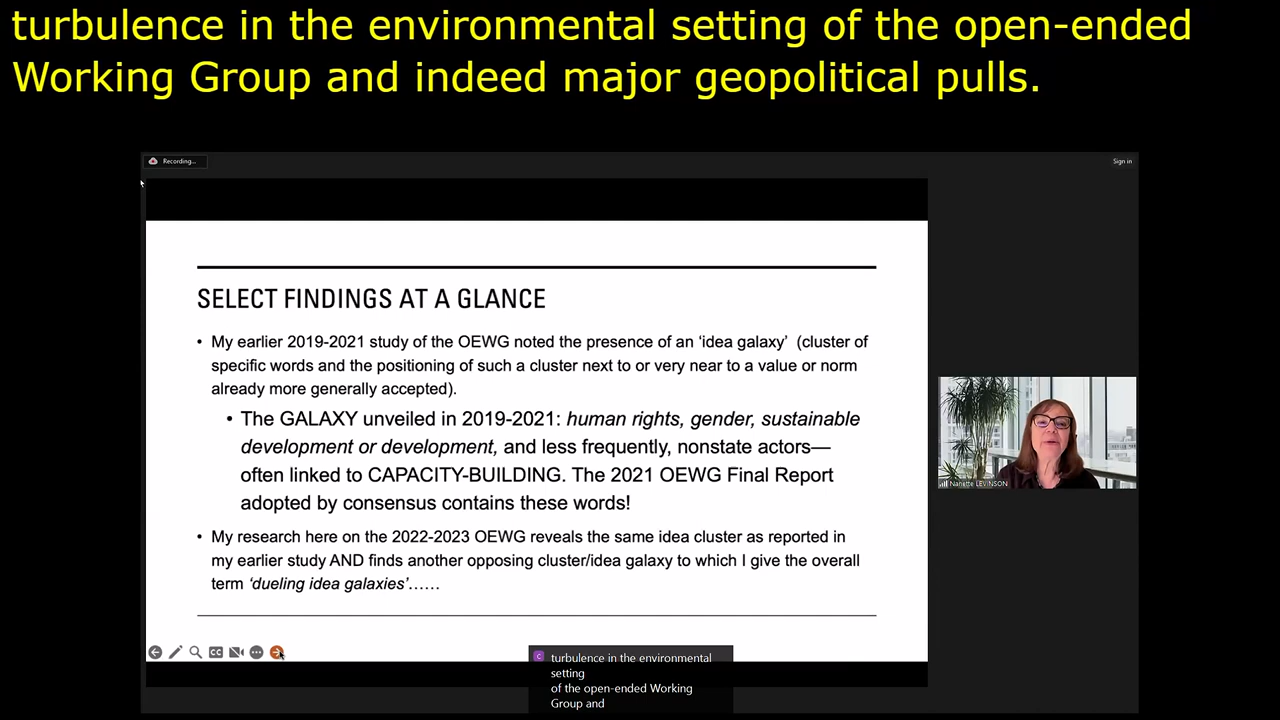 turbulence in the environmental setting of the open-ended
Working Group and indeed major geopolitical pulls.
Recording...
Sign in
SELECT FINDINGS AT A GLANCE
• My earlier 2019-2021 study of the OEWG noted the presence of an ‘idea galaxy’ (cluster of
specific words and the positioning of such a cluster next to or very near to a value or norm
already more generally accepted).
• The GALAXY unveiled in 2019-2021: human rights, gender, sustainable
development or development, and less frequently, nonstate actors—
often linked to CAPACITY-BUILDING. The 2021 OEWG Final Report
adopted by consensus contains these words!
• My research here on the 2022-2023 OEWG reveals the same idea cluster as reported in
my earlier study AND finds another opposing cluster/idea galaxy to which I give the overall
term ‘dueling idea galaxies’……
Nanette LEVINSON
CC
C
turbulence in the environmental
setting
of the open-ended Working
Group and